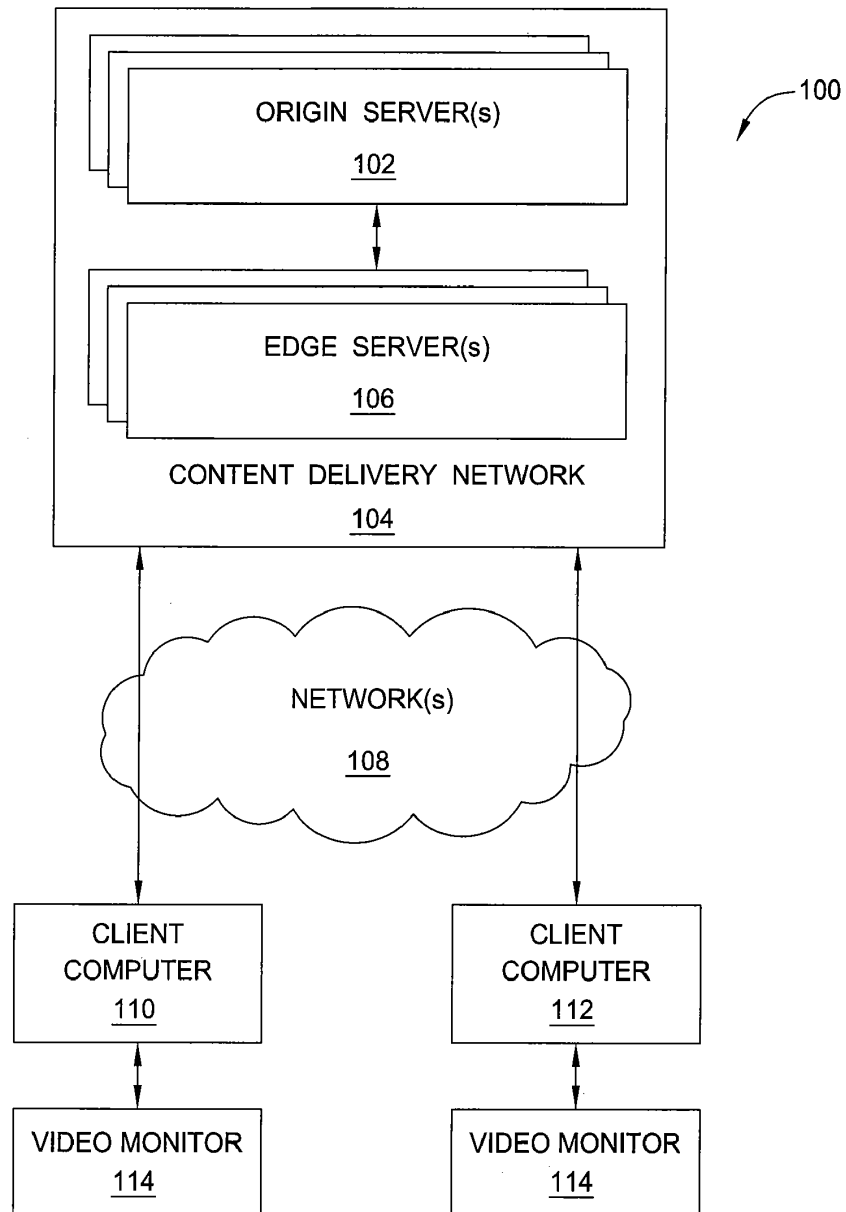 100
ORIGIN SERVER(s)
102
EDGE SERVER(s)
106
CONTENT DELIVERY NETWORK
104
NETWORK(s)
108
CLIENT
COMPUTER
110
CLIENT
COMPUTER
112
VIDEO MONITOR
114
VIDEO MONITOR
114